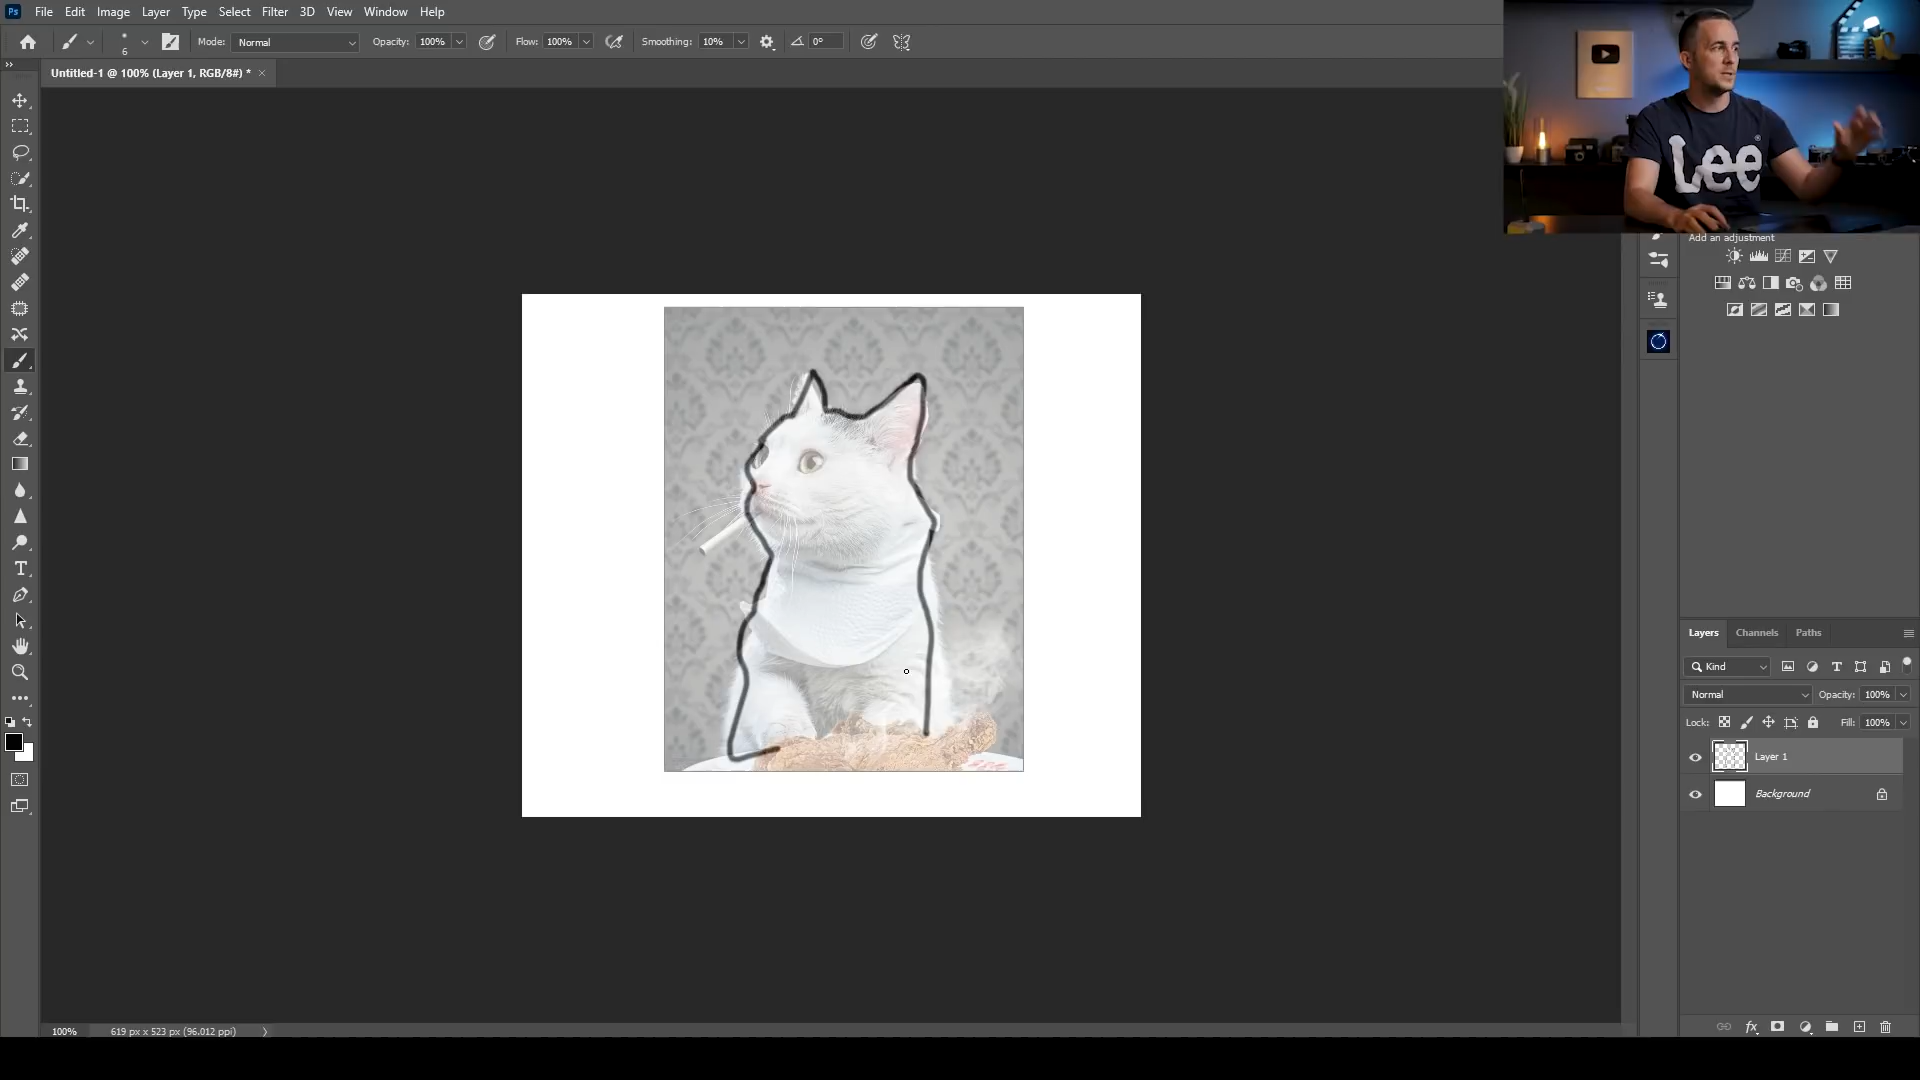 Ps File Edit Image Layer Type Select Filter 3D View Window Help
6 Mode: Normal Opacity: 100% Flow: 100% Smoothing: 10% 0°
Untitled-1 @ 100% (Layer 1, RGB/8#) *
Lee
Add an adjustment
Layers Channels Paths
Kind
Normal Opacity: 100%
Lock: Fill: 100%
Layer 1
Background
100% 619 px x 523 px (96.012 ppi)